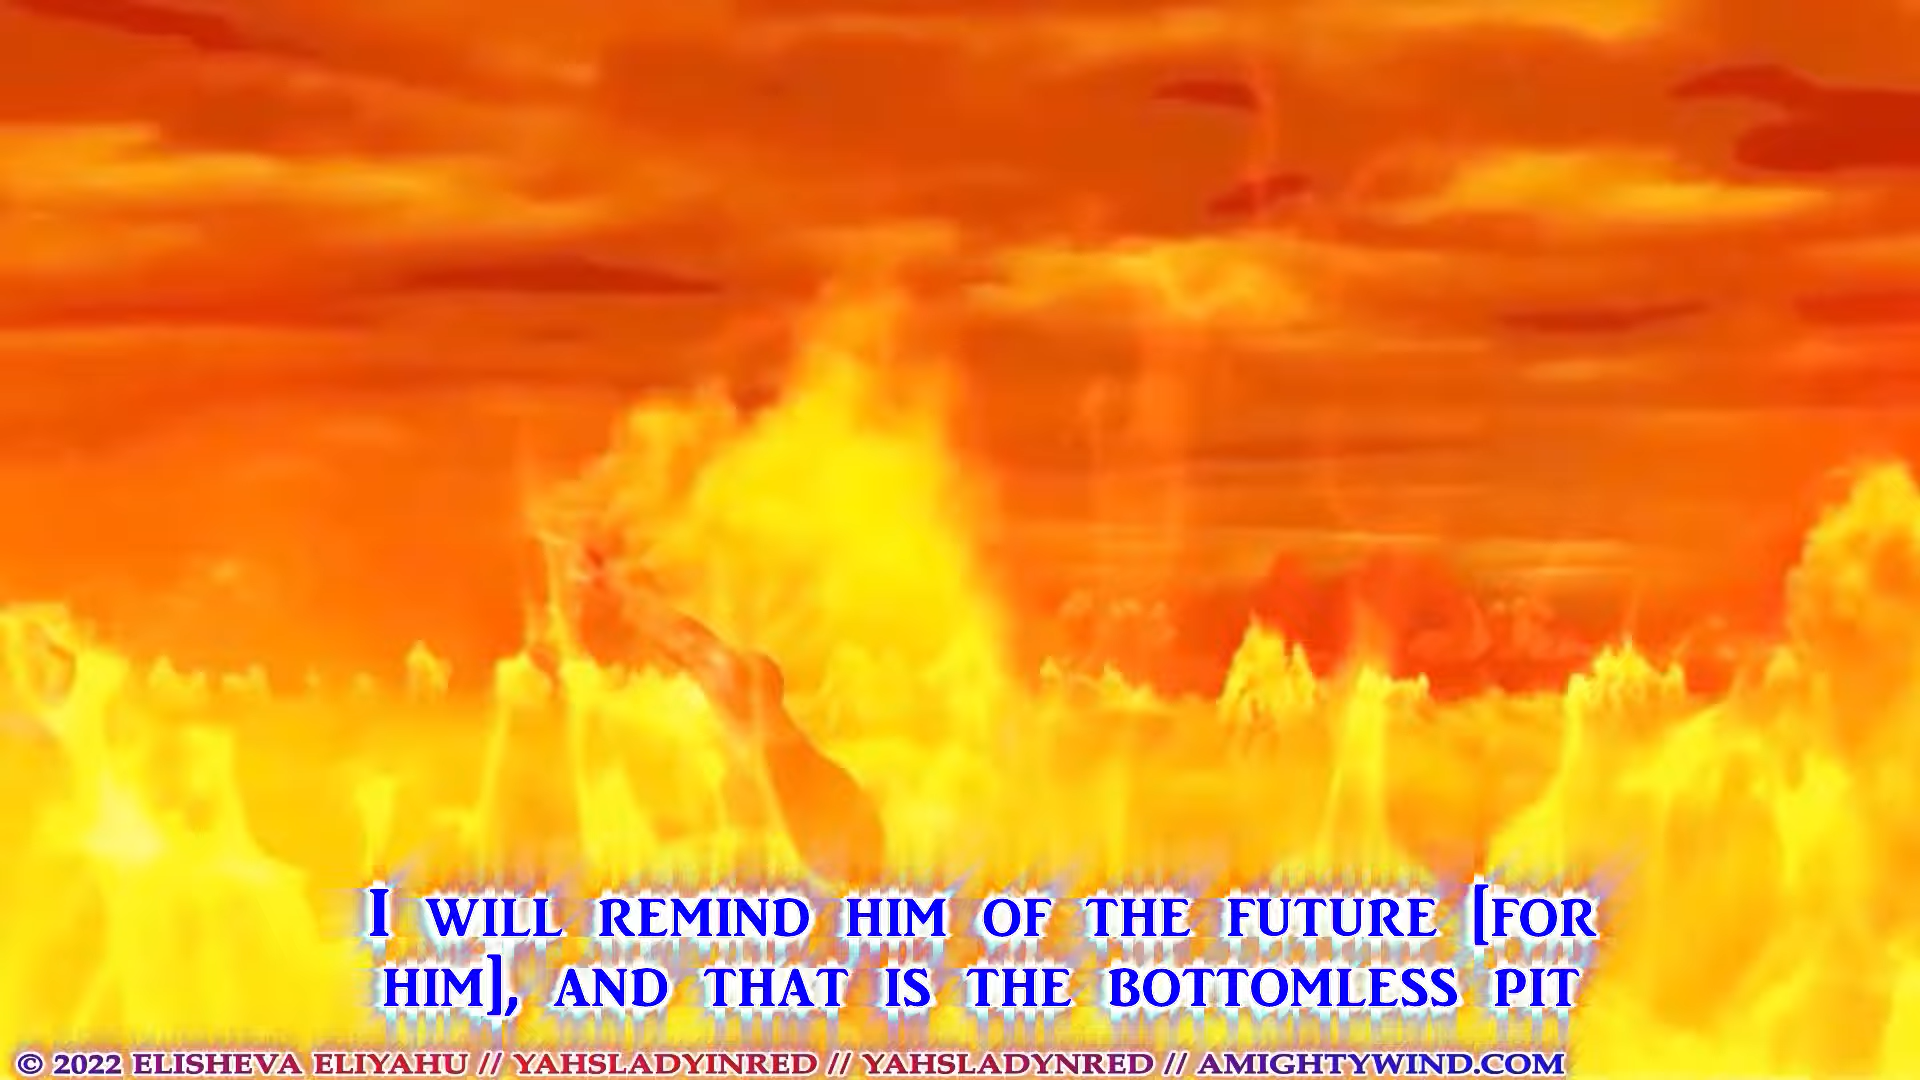 I WILL REMIND HIM OF THE FUTURE [FOR
HIM], AND THAT IS THE BOTTOMLESS PIT
© 2022 ELISHEVA ELIYAHU // YAHSLADYINRED // YAHSLADYNRED // AMIGHTYWIND.COM